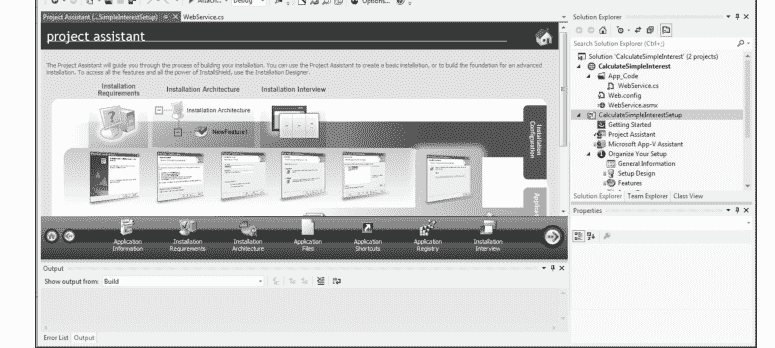 Attach... Debug Options...
Project Assistant (...SimpleInterestSetup) WebService.cs
project assistant
The Project Assistant will guide you through the process of building your installation. You can use the Project Assistant to create a basic installation, or to build the foundation for an advanced
installation. To access all the features and all the power of InstallShield, use the Installation Designer.
Installation Requirements
Installation Architecture
Installation Interview
Installation Architecture
NewFeature1
Installation Configuration
Application Information
Installation Requirements
Installation Architecture
Application Files
Application Shortcuts
Application Registry
Installation Interview
Output
Show output from: Build
Error List Output
Solution Explorer
Search Solution Explorer (Ctrl+;)
Solution 'CalculateSimpleInterest' (2 projects)
CalculateSimpleInterest
App_Code
WebService.cs
Web.config
WebService.asmx
CalculateSimpleInterestSetup
Getting Started
Project Assistant
Microsoft App-V Assistant
Organize Your Setup
General Information
Setup Design
Features
Solution Explorer Team Explorer Class View
Properties